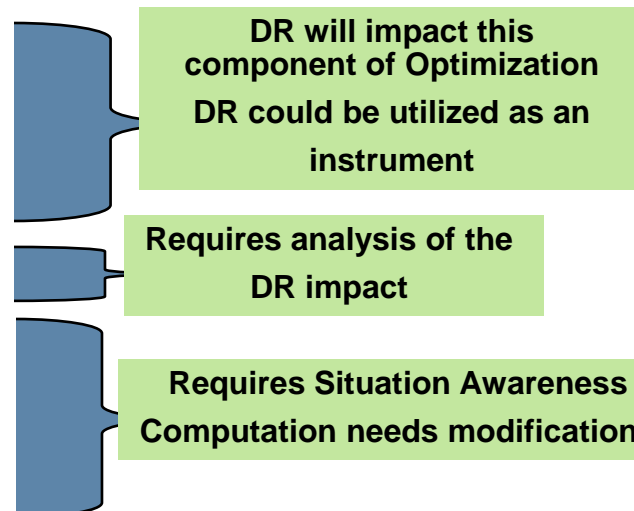 DR will impact this
component of Optimization
DR could be utilized as an
instrument
Requires analysis of the
DR impact
Requires Situation Awareness
Computation needs modification